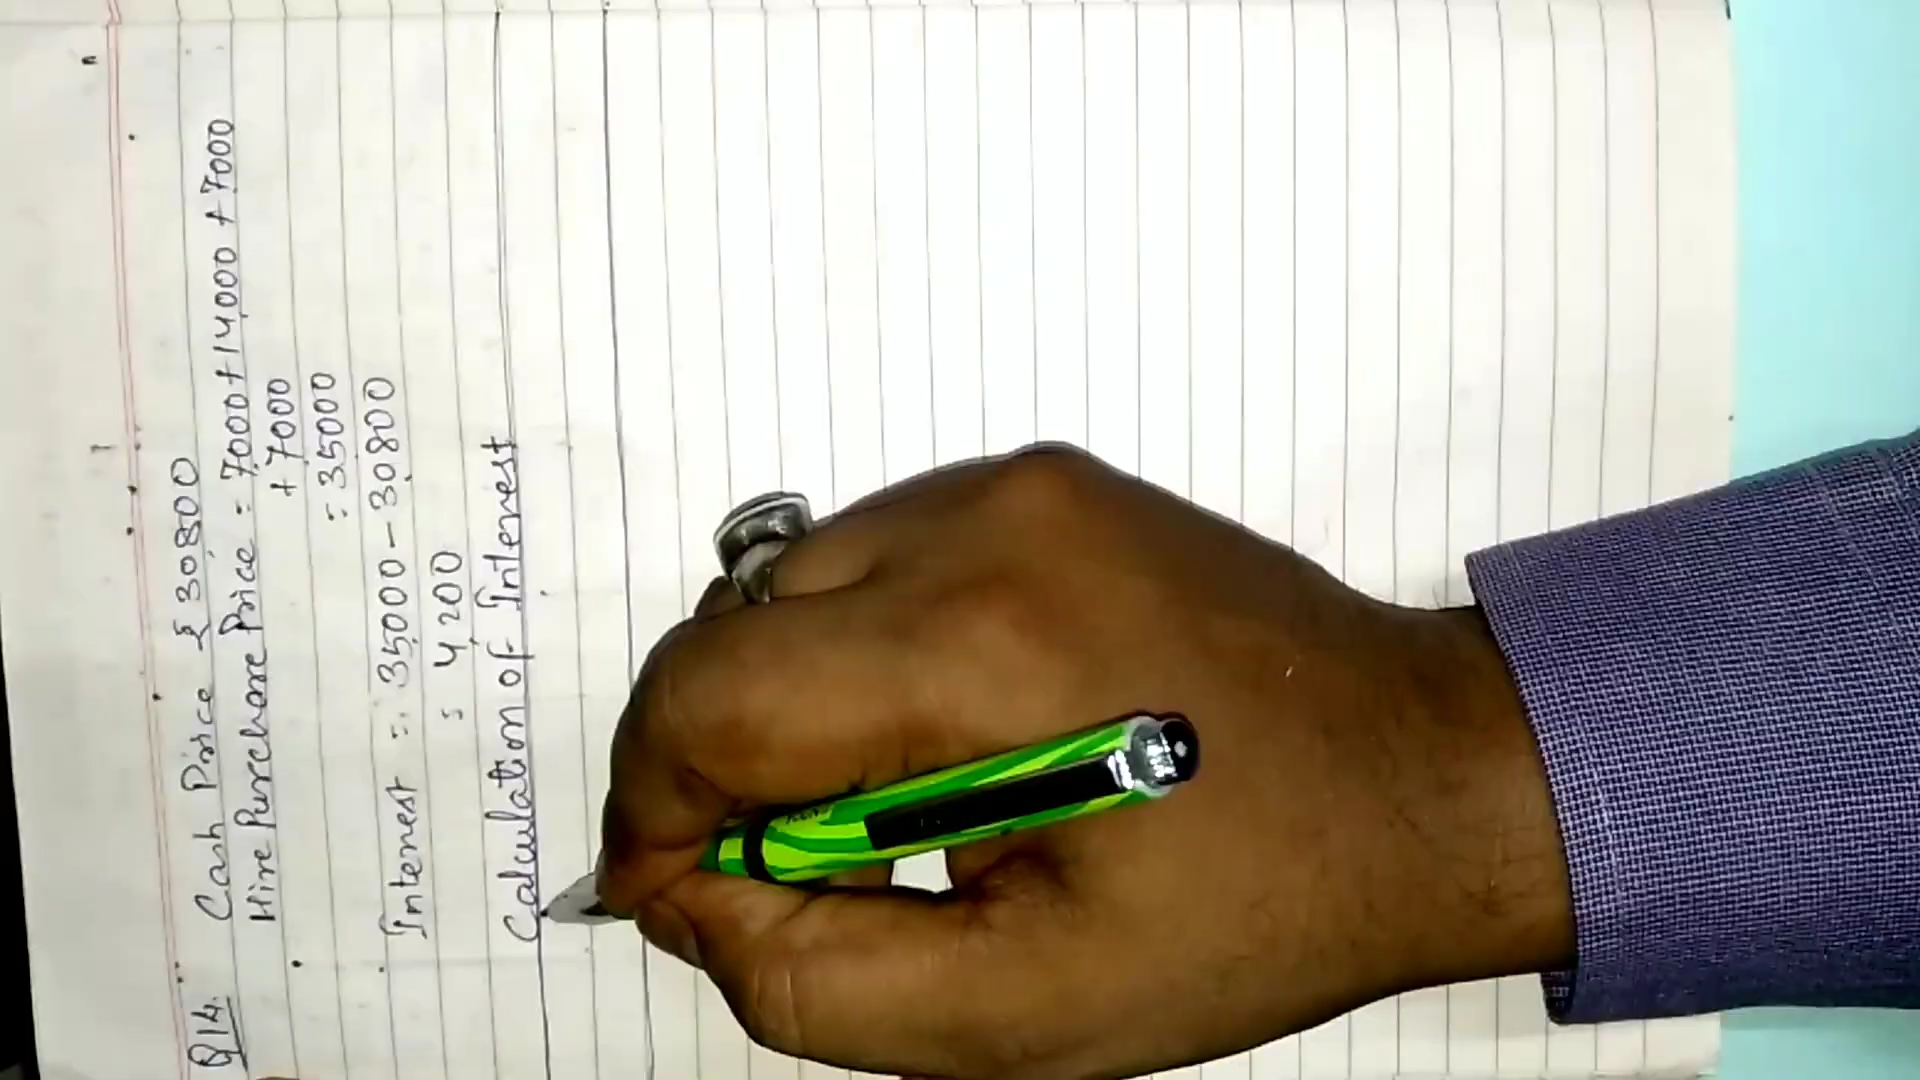 Q14. Cash Price ₹ 30800
Hire Purchase Price = 7000+14000+7000
+7000
= 35000
Interest = 35000-30800
= 4200
Calculation of Interest